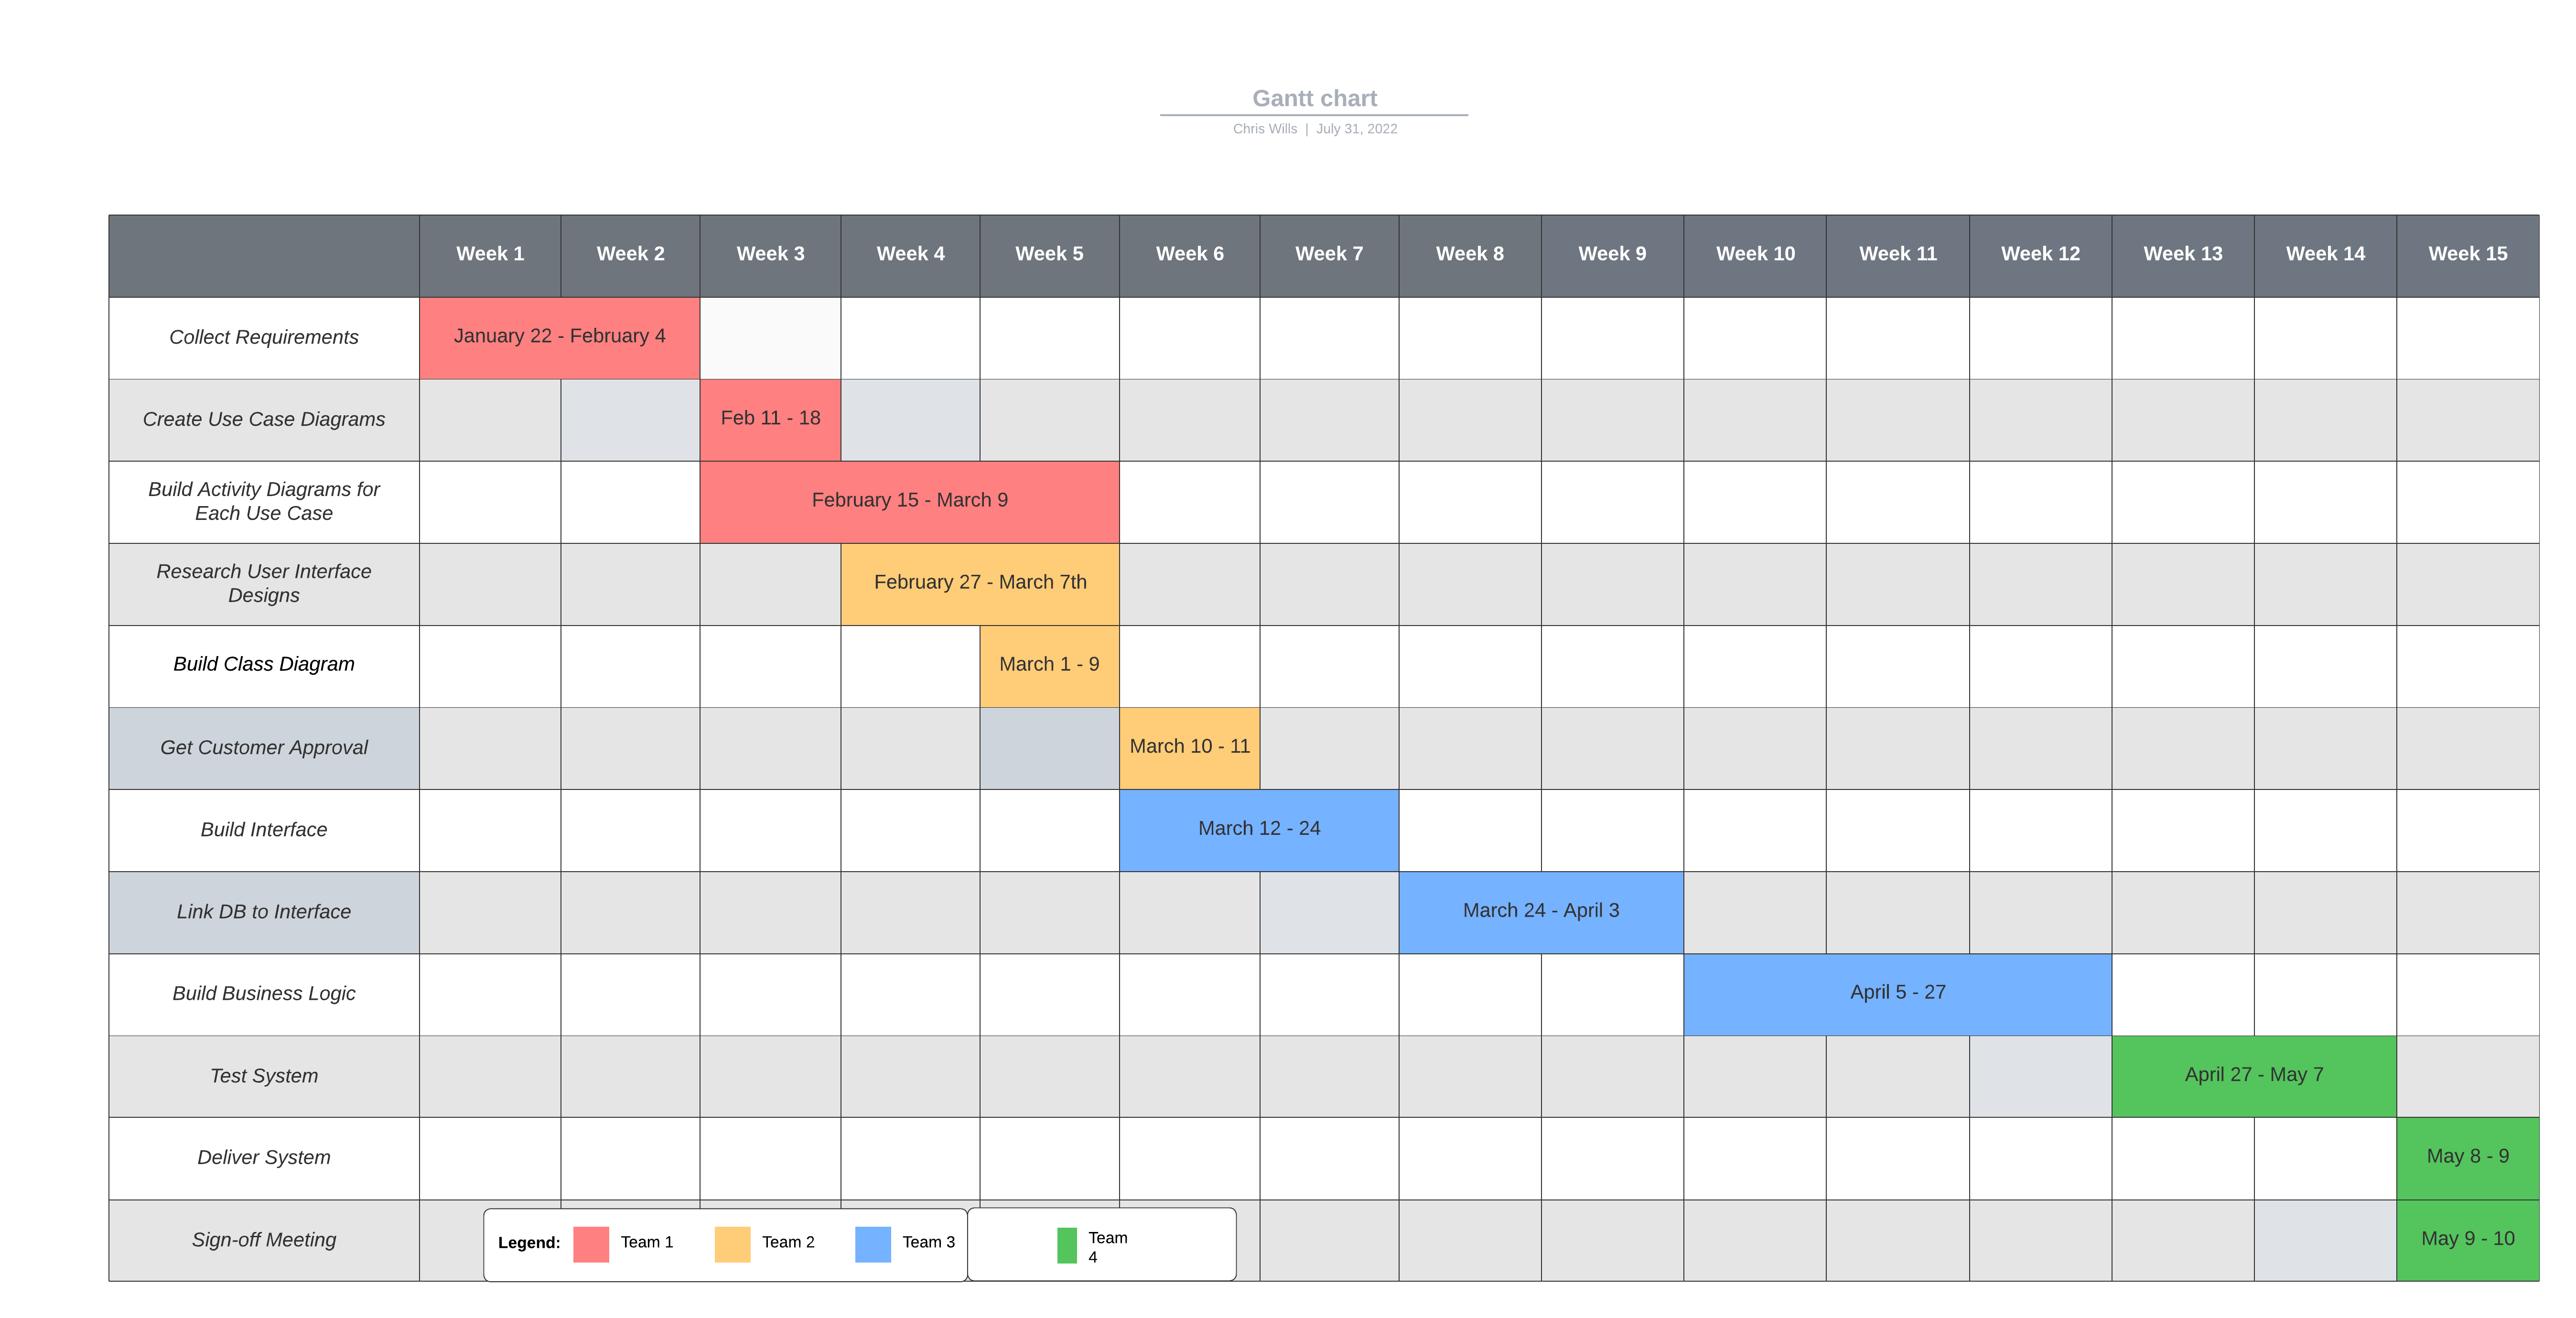 Gantt chart
Chris Wills | July 31, 2022
Week 1 Week 2 Week 3 Week 4 Week 5 Week 6 Week 7 Week 8 Week 9 Week 10 Week 11 Week 12 Week 13 Week 14 Week 15
Collect Requirements January 22 - February 4
Create Use Case Diagrams Feb 11 - 18
Build Activity Diagrams for
Each Use Case
February 15 - March 9
Research User Interface
Designs
February 27 - March 7th
Build Class Diagram March 1 - 9
Get Customer Approval March 10 - 11
Build Interface March 12 - 24
Link DB to Interface March 24 - April 3
Build Business Logic April 5 - 27
Test System April 27 - May 7
Deliver System May 8 - 9
Sign-off Meeting May 9 - 10
Legend: Team 1 Team 2 Team 3
Team
4